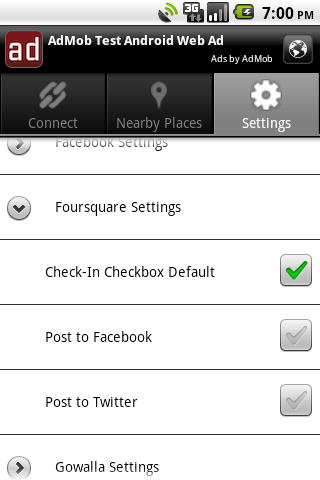 3G
7:00 PM
ad
AdMob Test Android Web Ad
Ads by AdMob
Connect
Nearby Places
Settings
Facebook Settings
Foursquare Settings
Check-In Checkbox Default
Post to Facebook
Post to Twitter
Gowalla Settings